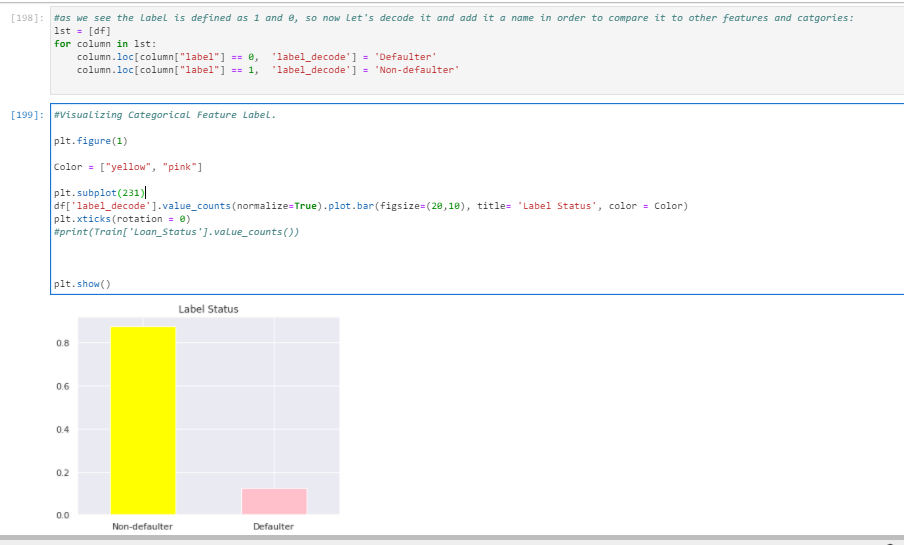 [198]: #as we see the Label is defined as 1 and 0, so now Let's decode it and add it a name in order to compare it to other features and catgories:
lst = [df]
for column in lst:
    column.loc[column["label"] == 0,  'label_decode'] = 'Defaulter'
    column.loc[column["label"] == 1,  'label_decode'] = 'Non-defaulter'
[199]: #Visualizing Categorical Feature Label.
plt.figure(1)
Color = ["yellow", "pink"]
plt.subplot(231)
df['label_decode'].value_counts(normalize=True).plot.bar(figsize=(20,10), title= 'Label Status', color = Color)
plt.xticks(rotation = 0)
#print(Train['Loan_Status'].value_counts())
plt.show()
Label Status
0.8
0.6
0.4
0.2
0.0
Non-defaulter Defaulter